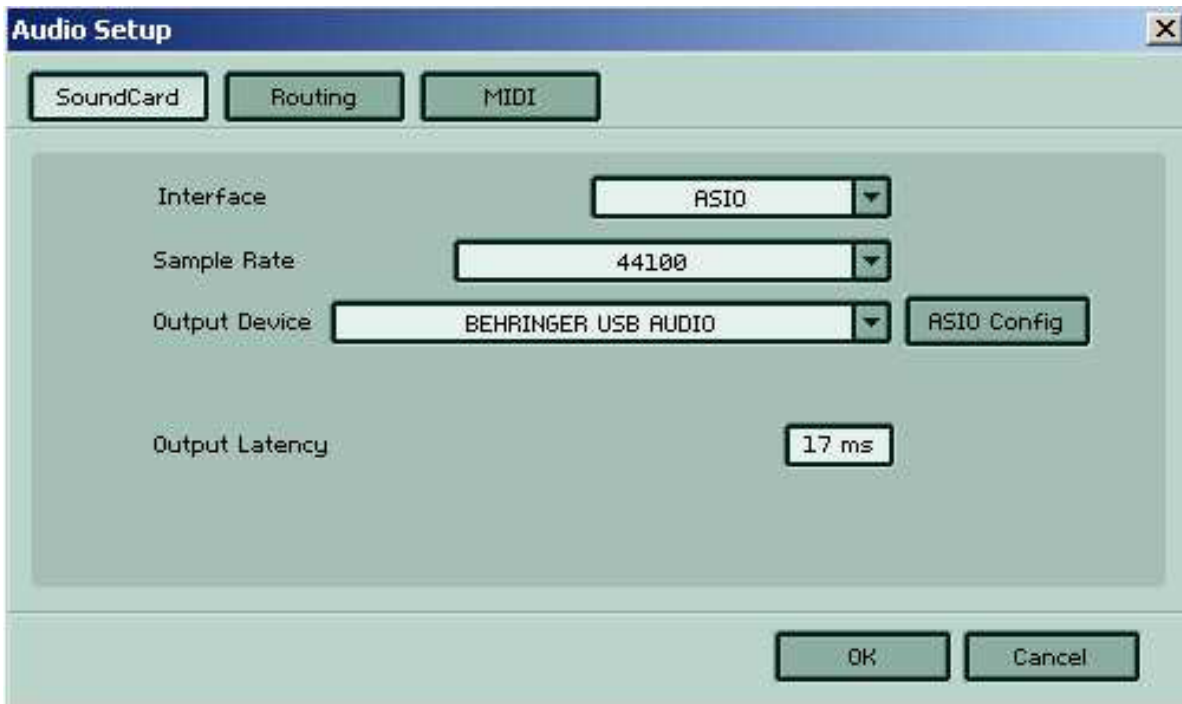 Audio Setup
SoundCard Routing MIDI
Interface ASIO
Sample Rate 44100
Output Device BEHRINGER USB AUDIO ASIO Config
Output Latency 17 ms
OK Cancel